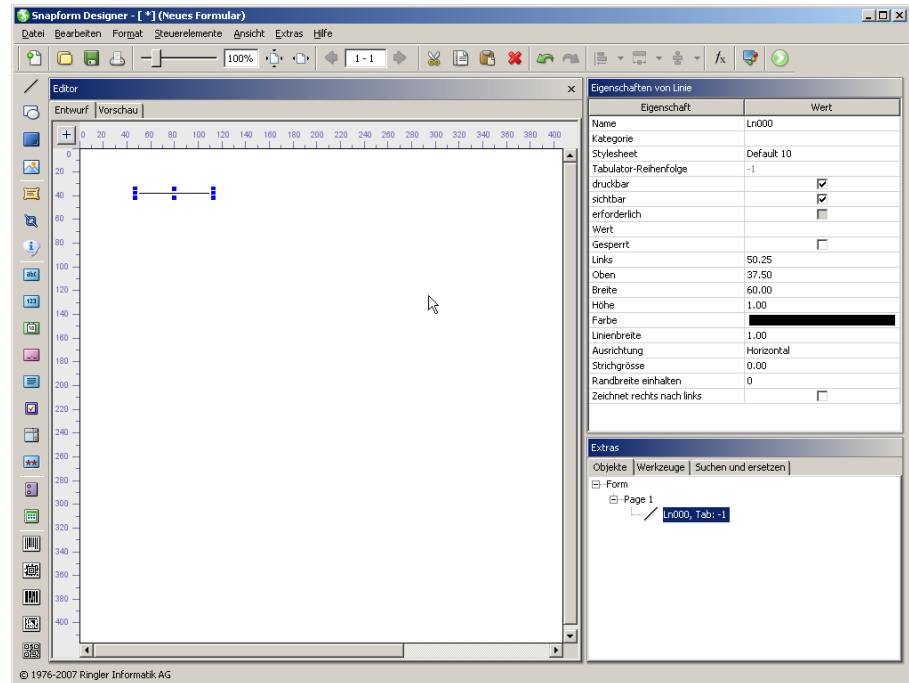 Snapform Designer - [ *] (Neues Formular)
Datei Bearbeiten Format Steuerelemente Ansicht Extras Hilfe
100% 1 - 1 fx
Editor ×
Entwurf Vorschau
0 20 40 60 80 100 120 140 160 180 200 220 240 260 280 300 320 340 360 380 400
0
20
40
60
80
100
120
140
160
180
200
220
240
260
280
300
320
340
360
380
400
abc
123
Eigenschaften von Linie
Eigenschaft Wert
Name Ln000
Kategorie
Stylesheet Default 10
Tabulator-Reihenfolge -1
druckbar
sichtbar
erforderlich
Wert
Gesperrt
Links 50.25
Oben 37.50
Breite 60.00
Höhe 1.00
Farbe
Linienbreite 1.00
Ausrichtung Horizontal
Strichgrösse 0.00
Randbreite einhalten 0
Zeichnet rechts nach links
Extras
Objekte Werkzeuge Suchen und ersetzen
Form
Page 1
Ln000, Tab: -1
© 1976-2007 Ringler Informatik AG